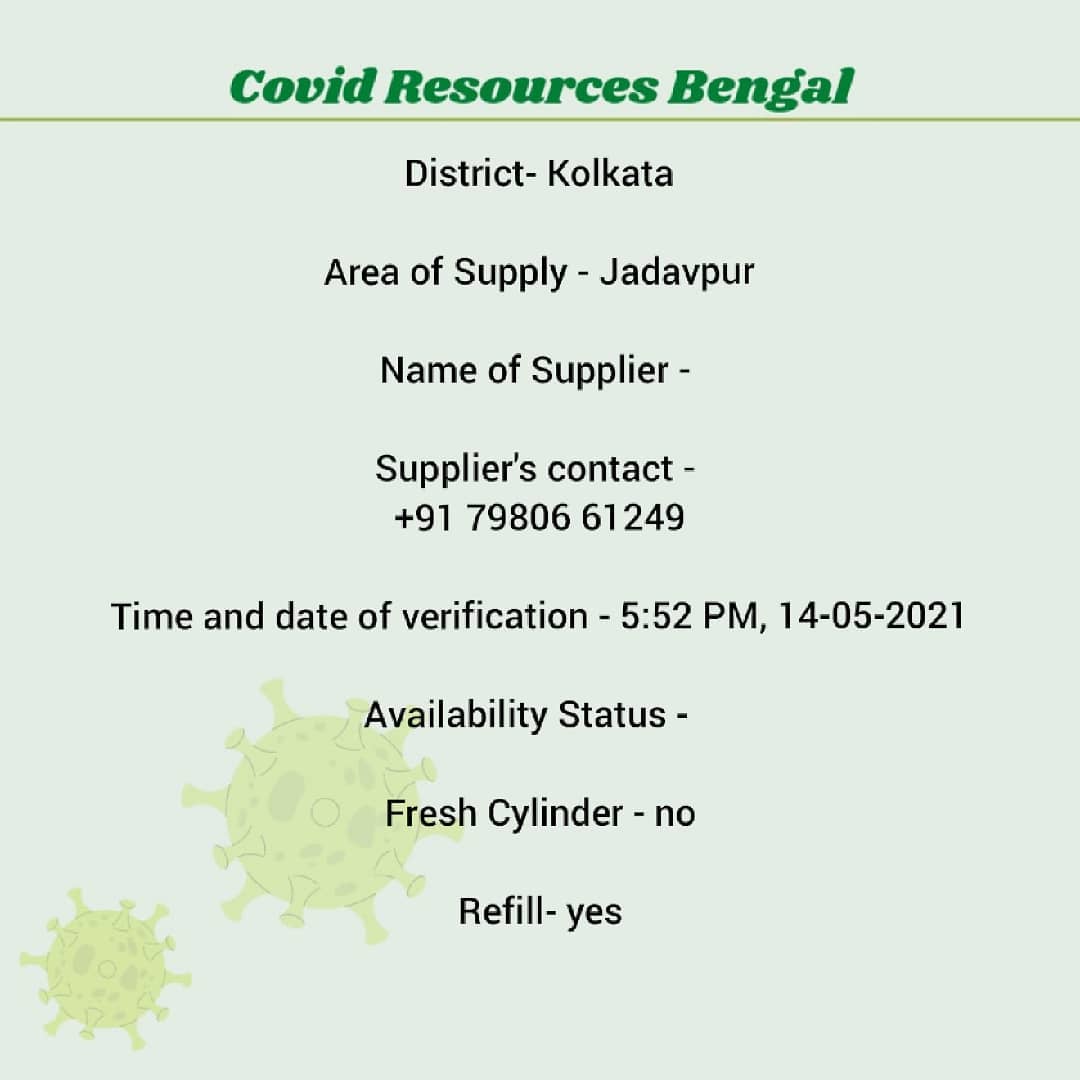 Covid Resources Bengal
District- Kolkata
Area of Supply - Jadavpur
Name of Supplier -
Supplier's contact -
+91 79806 61249
Time and date of verification - 5:52 PM, 14-05-2021
Availability Status -
Fresh Cylinder - no
Refill- yes